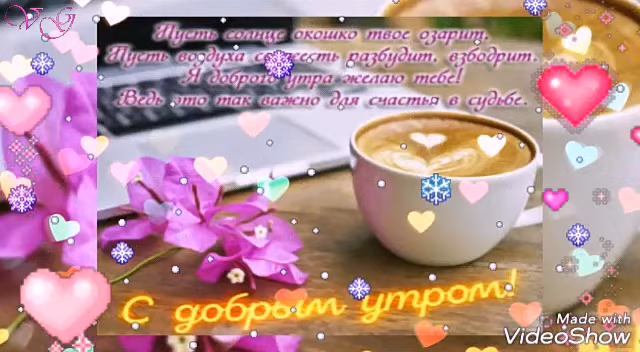 VG
Пусть солнце окошко твое озарит.
Пусть воздуха свежесть разбудит, взбодрит.
Я доброго утра желаю тебе!
Ведь это так важно для счастья в судьбе.
С добрым утром!
Made with
VideoShow